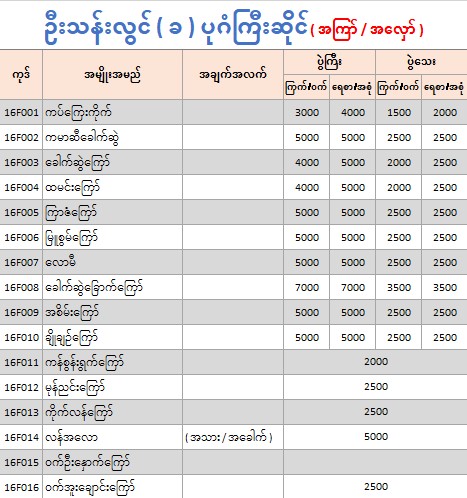 ဦးသန်းလွင် ( ခ ) ပုဂံကြီးဆိုင် ( အကြော် / အလှော် )
ကုဒ် အမျိုးအမည် အချက်အလက် ပွဲကြီး ပွဲသေး
ကြက်/ဝက် ရေစာ/အစုံ ကြက်/ဝက် ရေစာ/အစုံ
16F001 ကပ်ကြေးကိုက် 3000 4000 1500 2000
16F002 ကမာဆီခေါက်ဆွဲ 5000 5000 2500 2500
16F003 ခေါက်ဆွဲကြော် 4000 5000 2000 2500
16F004 ထမင်းကြော် 4000 5000 2000 2500
16F005 ကြာဇံကြော် 5000 5000 2500 2500
16F006 မြူစွမ်ကြော် 5000 5000 2500 2500
16F007 လောမီ 5000 5000 2500 2500
16F008 ခေါက်ဆွဲခြောက်ကြော် 7000 7000 3500 3500
16F009 အစိမ်းကြော် 5000 5000 2500 2500
16F010 ချိုချဉ်ကြော် 5000 5000 2500 2500
16F011 ကန်စွန်းရွက်ကြော် 2000
16F012 မုန်ညင်းကြော် 2500
16F013 ကိုက်လန်ကြော် 2500
16F014 လန်အလော ( အသား / အခေါက် ) 5000
16F015 ဝက်ဦးနှောက်ကြော်
16F016 ဝက်အူးချောင်းကြော် 2500